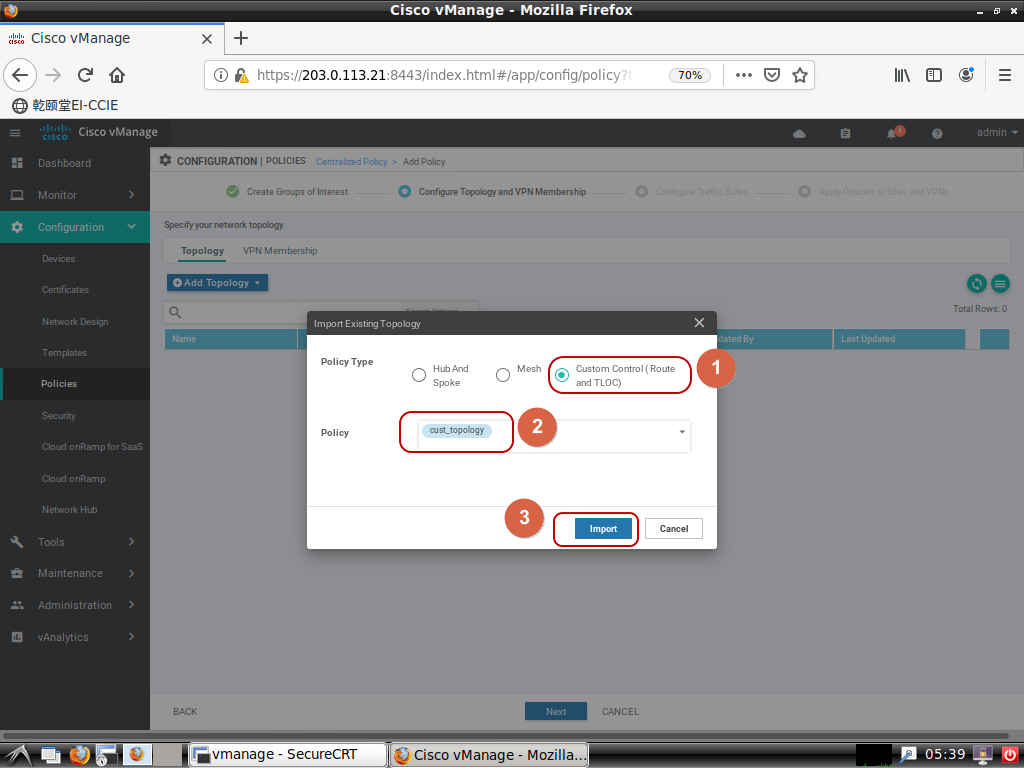 Cisco vManage - Mozilla Firefox
Cisco vManage
https://203.0.113.21:8443/index.html#/app/config/policy?t
70%
乾颐堂EI-CCIE
cisco
Cisco vManage
4
admin
Dashboard
Monitor
Configuration
Devices
Certificates
Network Design
Templates
Policies
Security
Cloud onRamp for SaaS
Cloud onRamp
Network Hub
Tools
Maintenance
Administration
vAnalytics
CONFIGURATION | POLICIES Centralized Policy > Add Policy
Create Groups of Interest
Configure Topology and VPN Membership
Configure Traffic Rules
Apply Policies to Sites and VPNs
Specify your network topology
Topology VPN Membership
Add Topology
Total Rows: 0
Name
dated By
Last Updated
Import Existing Topology
Policy Type
Hub And
Spoke
Mesh
Custom Control ( Route
and TLOC)
1
Policy
cust_topology
2
3
Import
Cancel
BACK
Next
CANCEL
vmanage - SecureCRT
Cisco vManage - Mozilla...
05:39